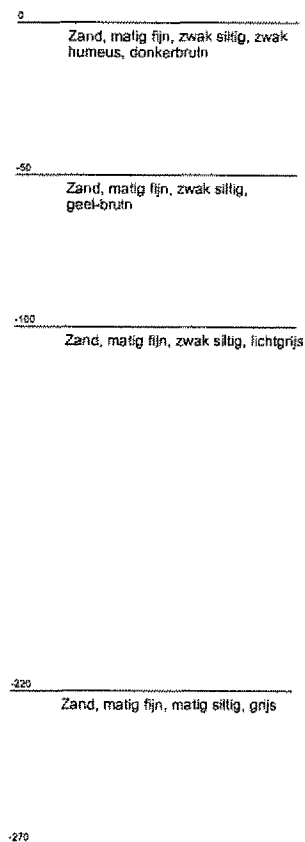 0
Zand, matig fijn, zwak siltig, zwak
humeus, donkerbruin
-50
Zand, matig fijn, zwak siltig,
geel-bruin
-100
Zand, matig fijn, zwak siltig, lichtgrijs
-220
Zand, matig fijn, matig siltig, grijs
-270